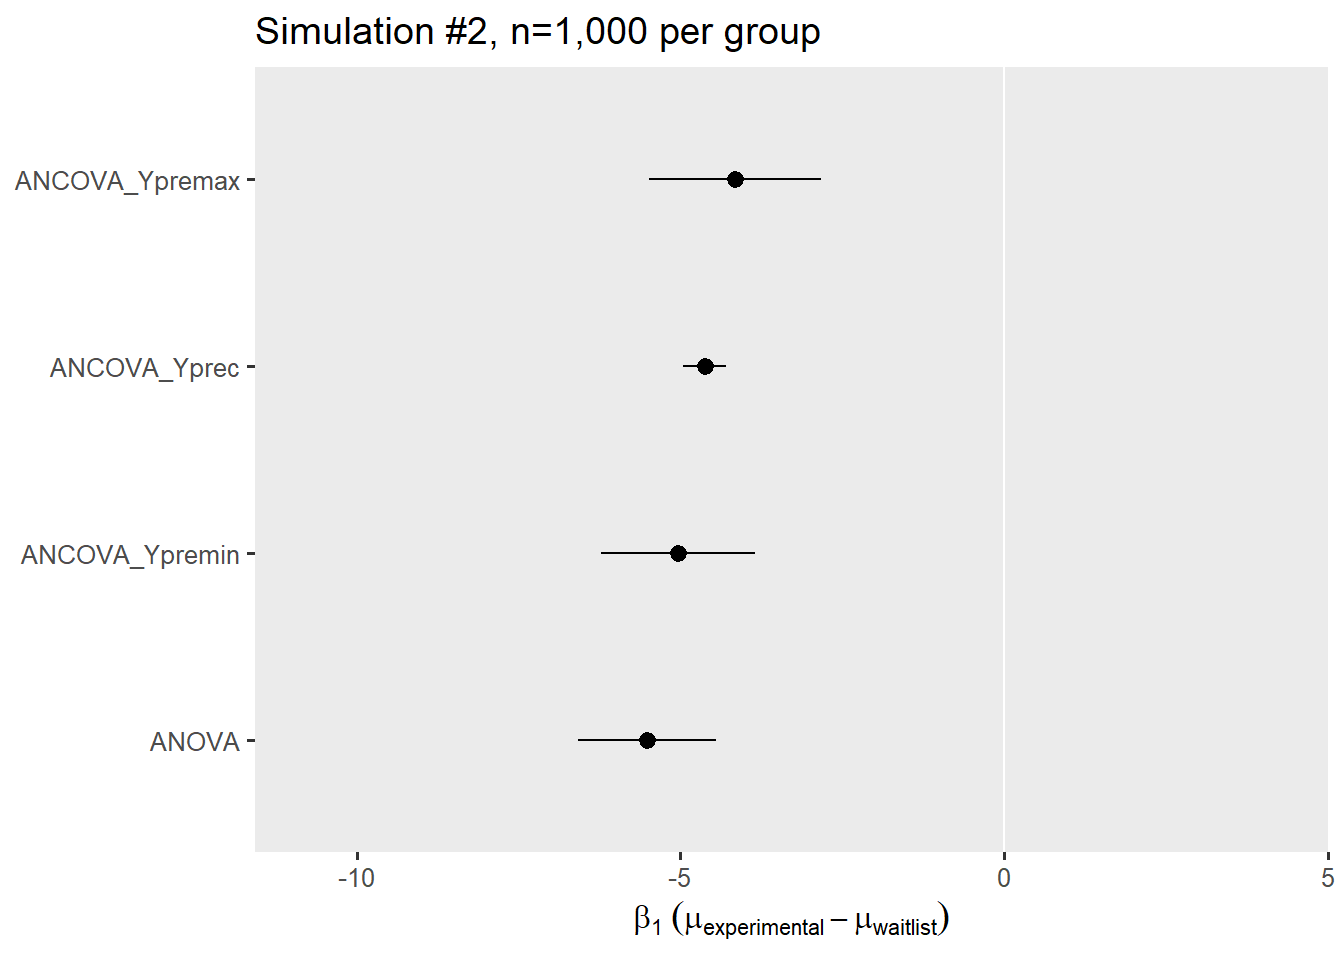 Simulation #2, n=1,000 per group
ANCOVA_Ypremax
ANCOVA_Yprec
ANCOVA_Ypremin
ANOVA
-10 -5 0 5
β1 (μexperimental − μwaitlist)